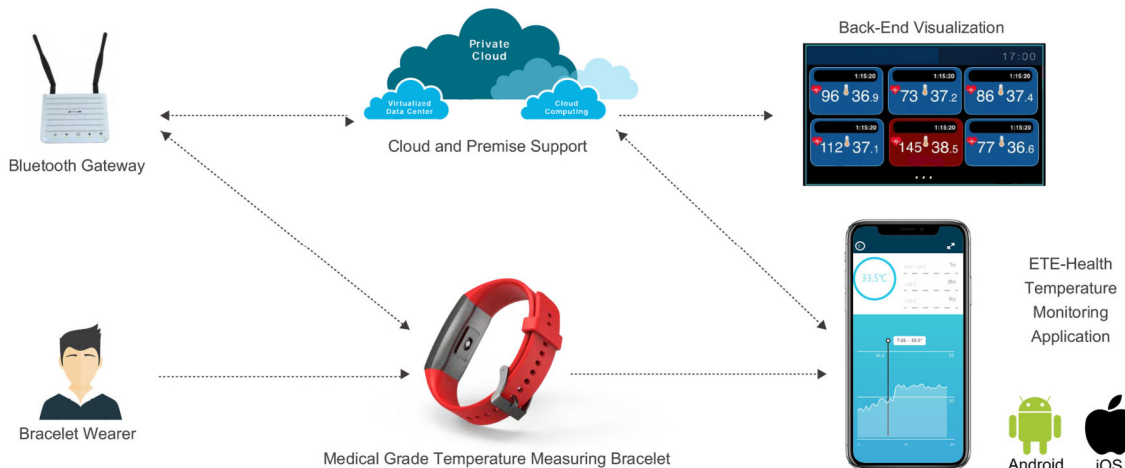 Back-End Visualization
Private
Cloud
Virtualized
Data Center
Cloud
Computing
Bluetooth Gateway
Cloud and Premise Support
17:00
1:15:20
96 36.9
1:15:20
73 37.2
1:15:20
86 37.4
1:15:20
112 37.1
1:15:20
145 38.5
1:15:20
77 36.6
ETE-Health
Temperature
Monitoring
Application
33.5°C
Bracelet Wearer
Medical Grade Temperature Measuring Bracelet
Android
iOS